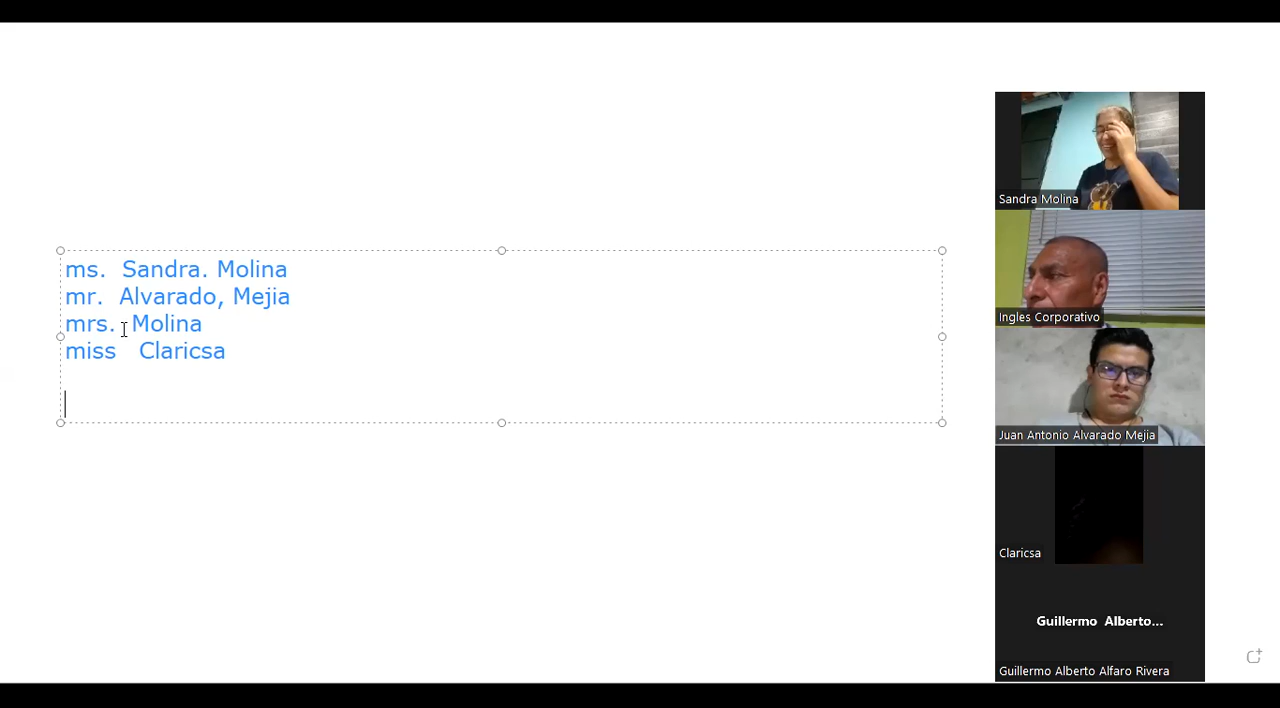 ms. Sandra. Molina
mr. Alvarado, Mejia
mrs. Molina
miss Claricsa
Sandra Molina
Ingles Corporativo
Juan Antonio Alvarado Mejia
Claricsa
Guillermo Alberto...
Guillermo Alberto Alfaro Rivera